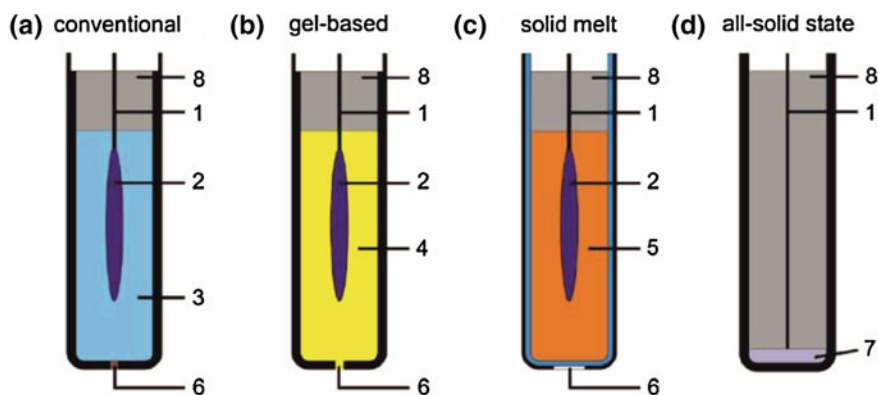 (a) conventional (b) gel-based (c) solid melt (d) all-solid state
8 8 8 8
1 1 1 1
2 2 2
4 5
3
7
6 6 6